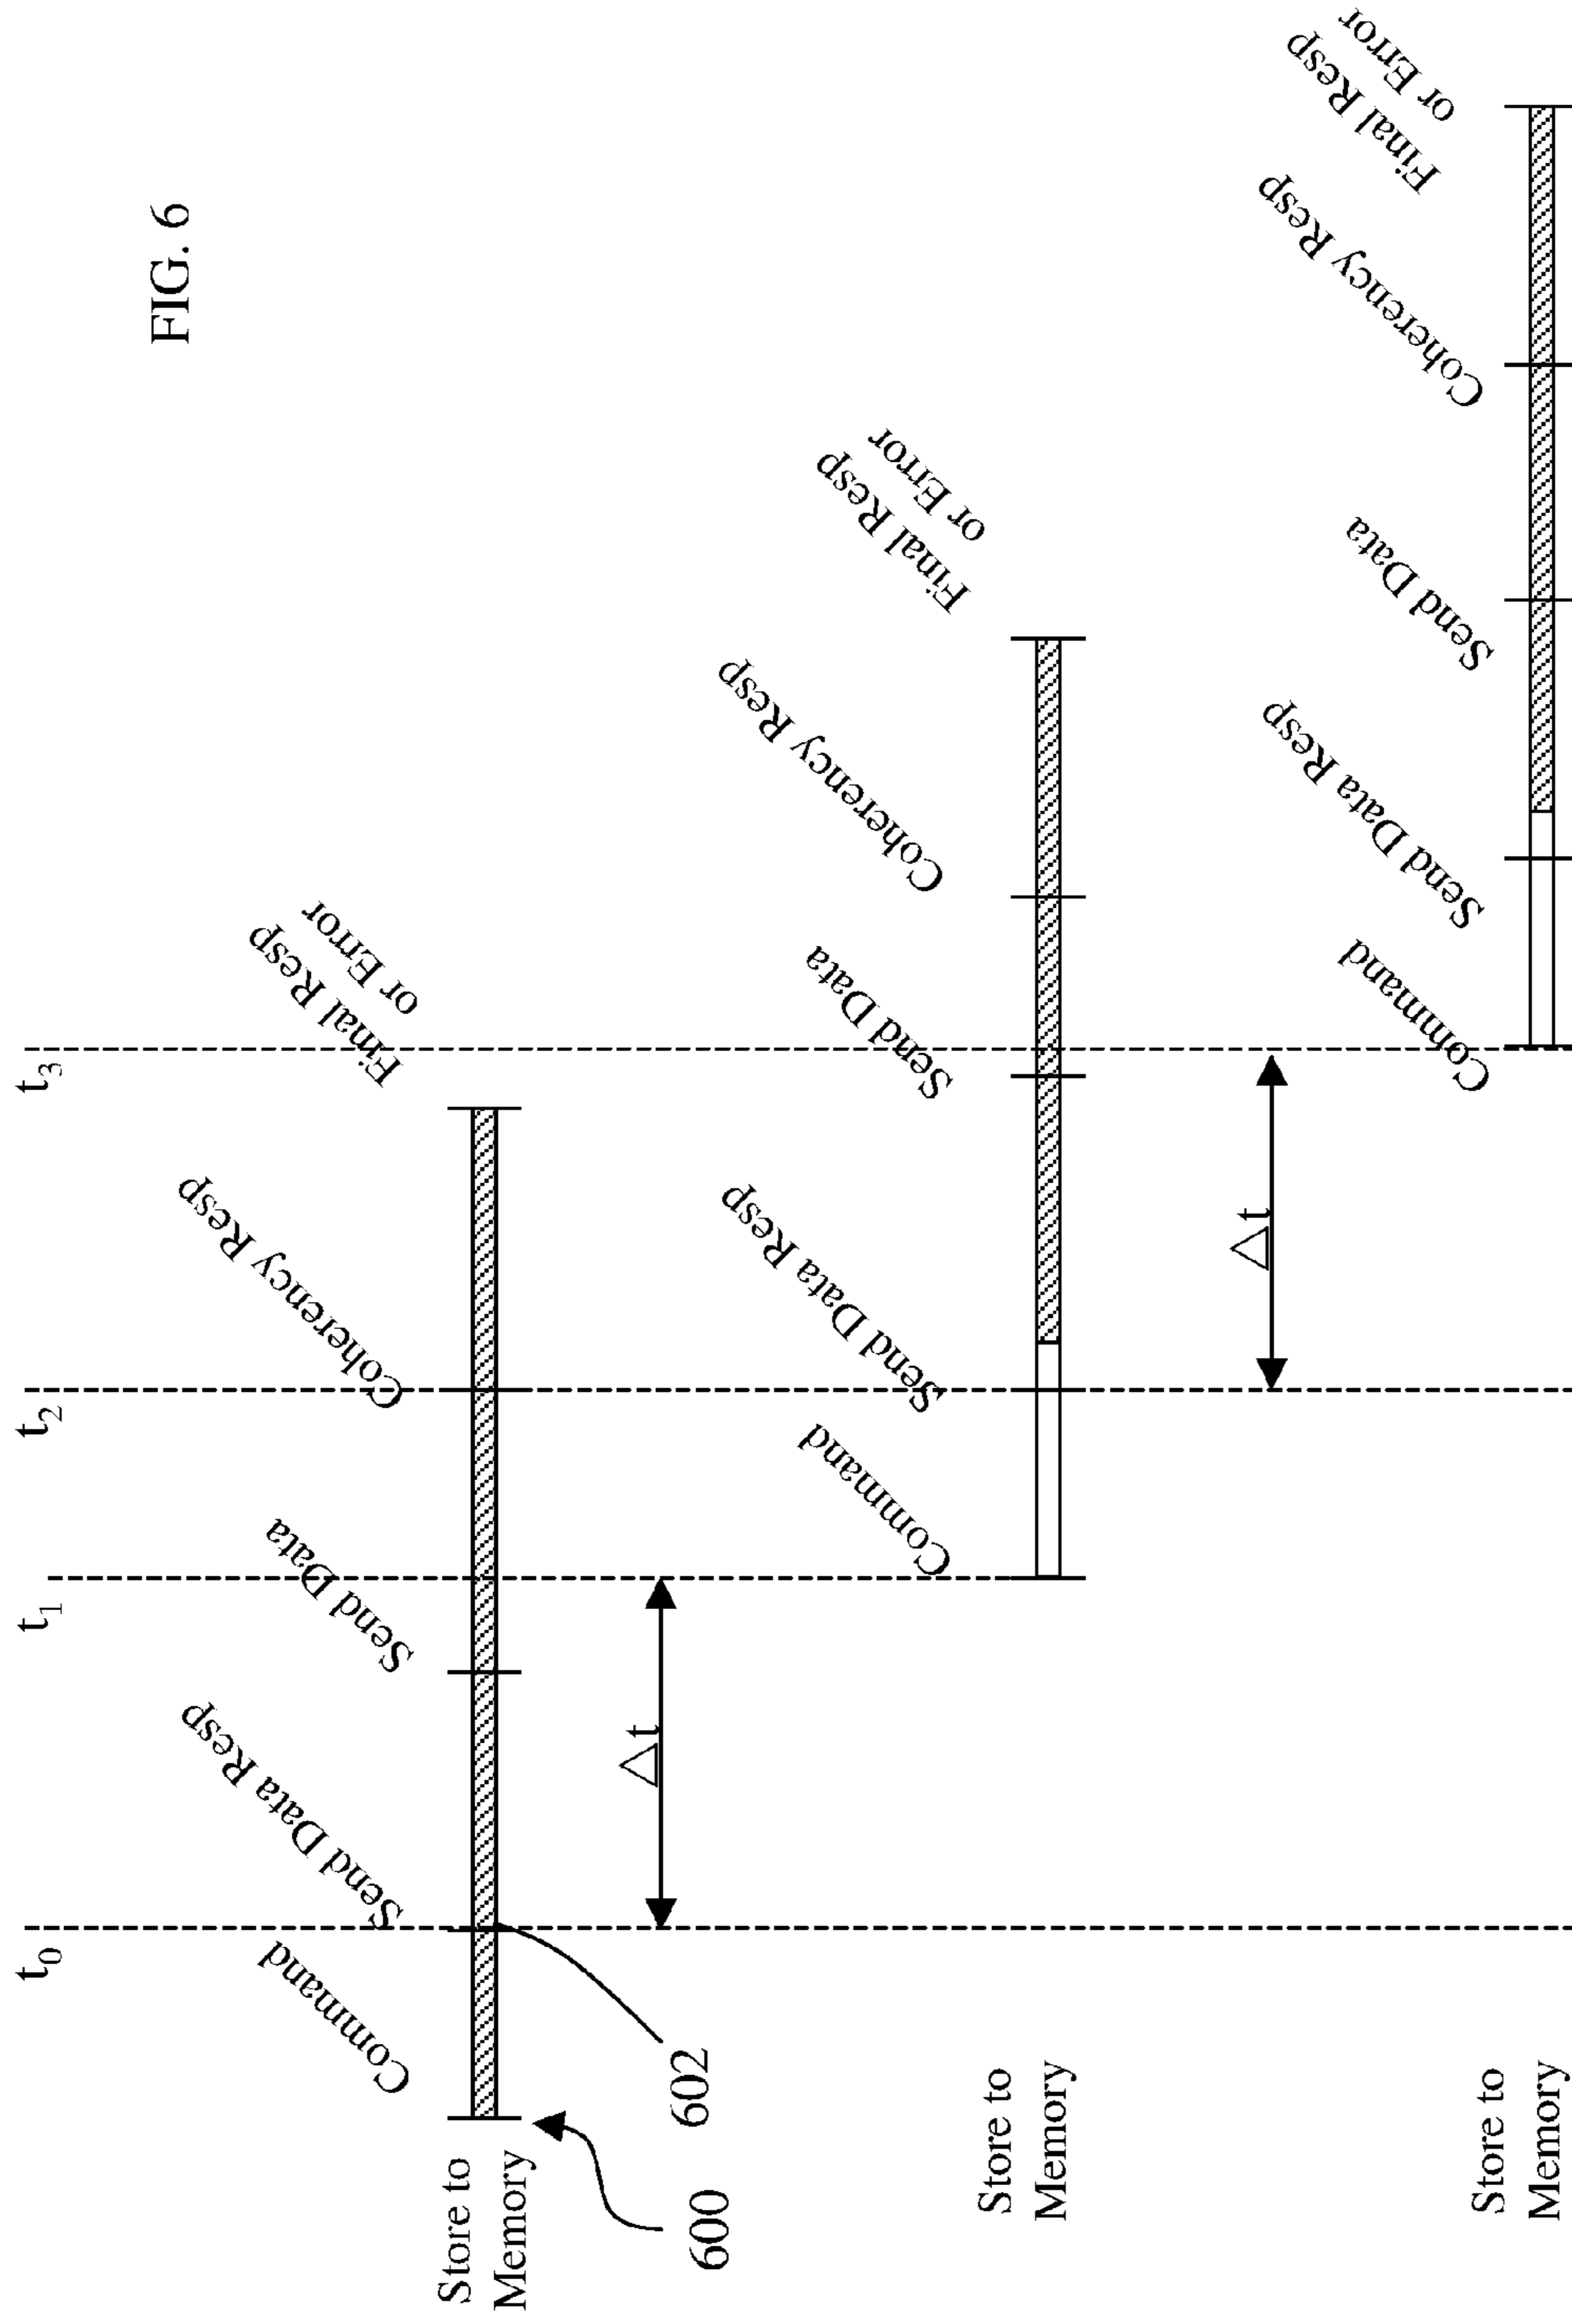 FIG. 6
t0
t1
t2
t3
Command
Send Data Resp
Send Data
Coherency Resp
Final Resp
or Error
Store to
Memory
600
602
△t
Command
Send Data Resp
Send Data
Coherency Resp
Final Resp
or Error
Store to
Memory
△t
Command
Send Data Resp
Send Data
Coherency Resp
Final Resp
or Error
Store to
Memory